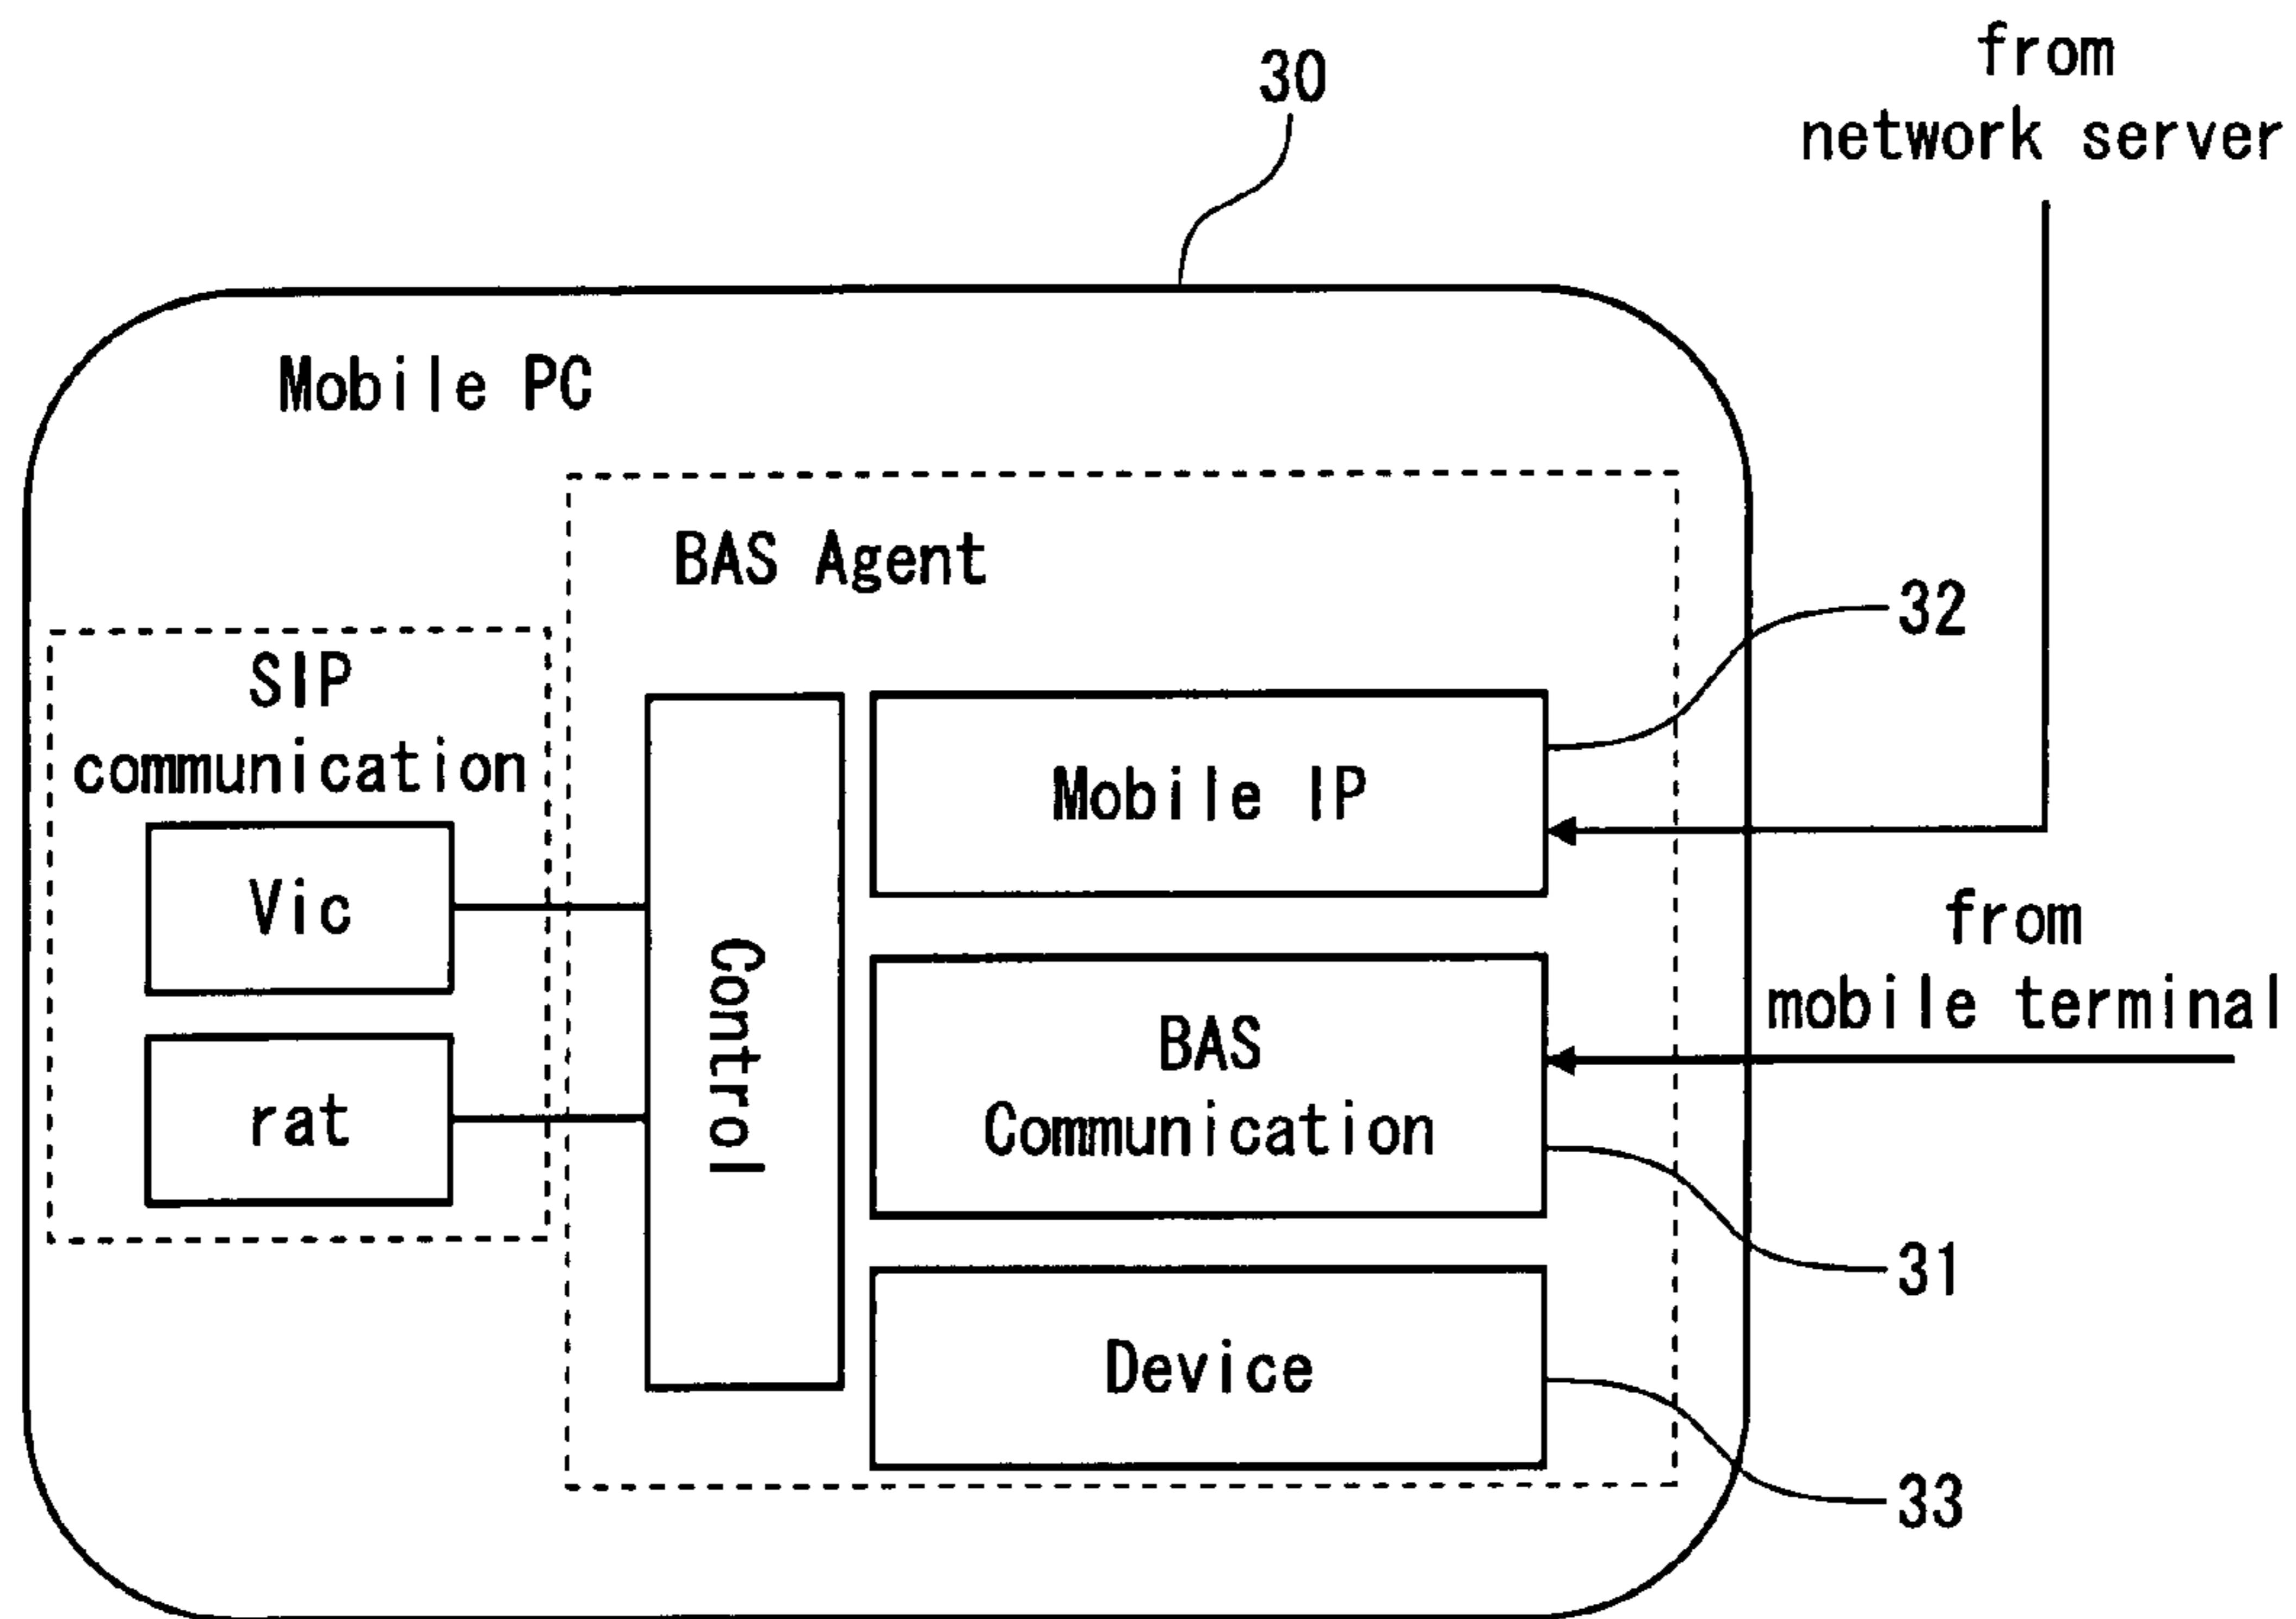 from
network server
30
Mobile PC
BAS Agent
32
SIP
communication
Mobile IP
Vic
from
mobile terminal
Control
BAS
Communication
rat
31
Device
33